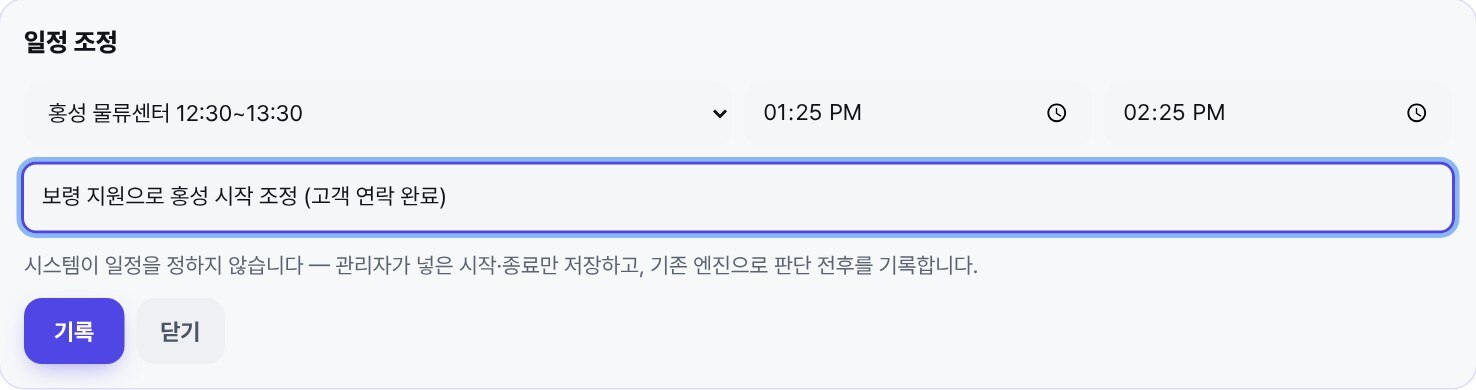 일정 조정
홍성 물류센터 12:30~13:30 01:25 PM 02:25 PM
보령 지원으로 홍성 시작 조정 (고객 연락 완료)
시스템이 일정을 정하지 않습니다 — 관리자가 넣은 시작·종료만 저장하고, 기존 엔진으로 판단 전후를 기록합니다.
기록 닫기